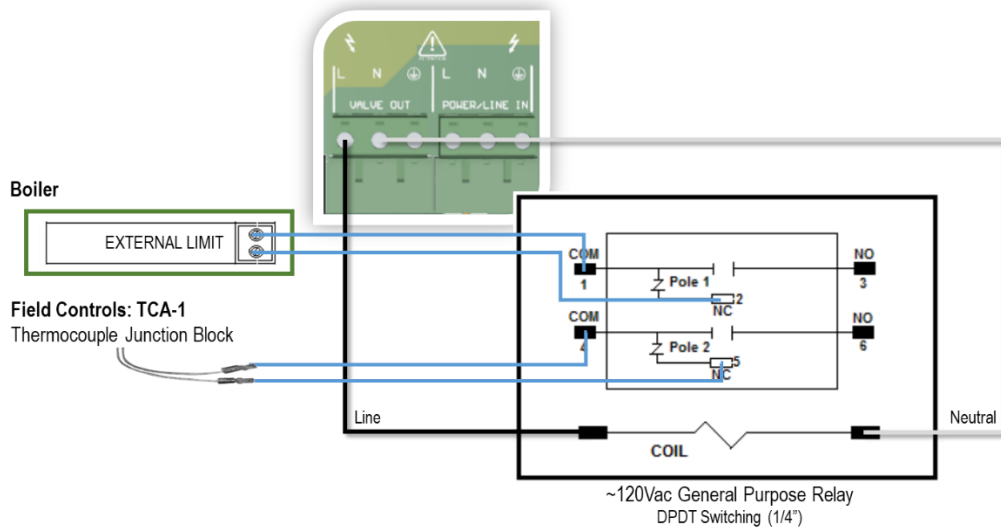 L N L N
VALVE OUT POWER/LINE IN
Boiler
EXTERNAL LIMIT
Field Controls: TCA-1
Thermocouple Junction Block
COM
1
Pole 1
2
NC
NO
3
COM
4
Pole 2
5
NC
NO
6
Line
COIL
Neutral
~120Vac General Purpose Relay
DPDT Switching (1/4")